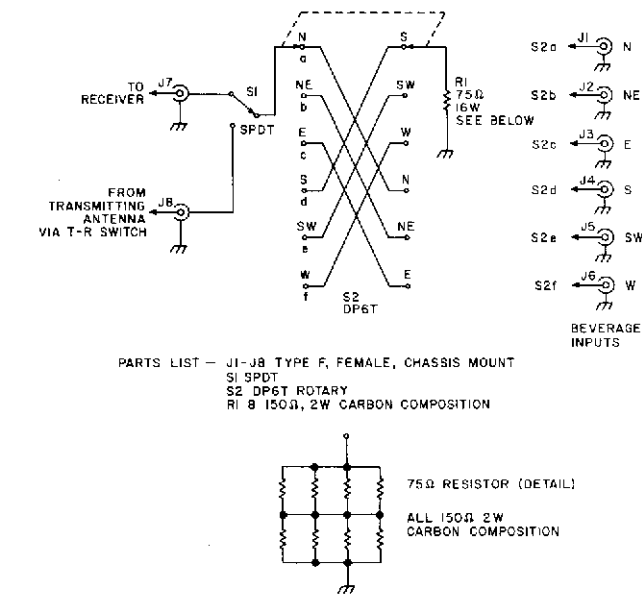 N
a
NE
b
E
c
S
d
SW
e
W
f
S
SW
W
N
NE
E
S2
DP6T
TO
RECEIVER
J7
S1
SPDT
FROM
TRANSMITTING
ANTENNA
VIA T-R SWITCH
J8
R1
75Ω
16W
SEE BELOW
S2a J1 N
S2b J2 NE
S2c J3 E
S2d J4 S
S2e J5 SW
S2f J6 W
BEVERAGE
INPUTS
PARTS LIST — J1-J8 TYPE F, FEMALE, CHASSIS MOUNT
S1 SPDT
S2 DP6T ROTARY
R1 8 150Ω, 2W CARBON COMPOSITION
75Ω RESISTOR (DETAIL)
ALL 150Ω 2W
CARBON COMPOSITION